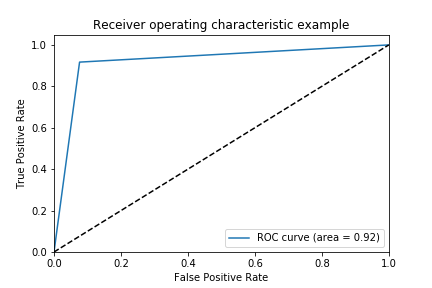 Receiver operating characteristic example
True Positive Rate
1.0
0.8
0.6
0.4
0.2
0.0
ROC curve (area = 0.92)
0.0 0.2 0.4 0.6 0.8 1.0
False Positive Rate